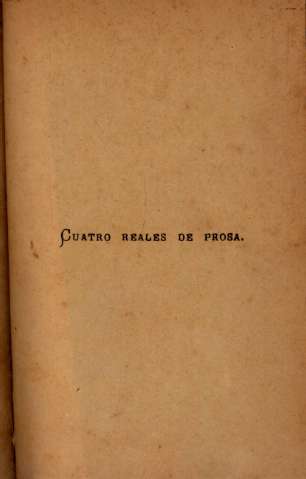 CUATRO REALES DE PROSA.